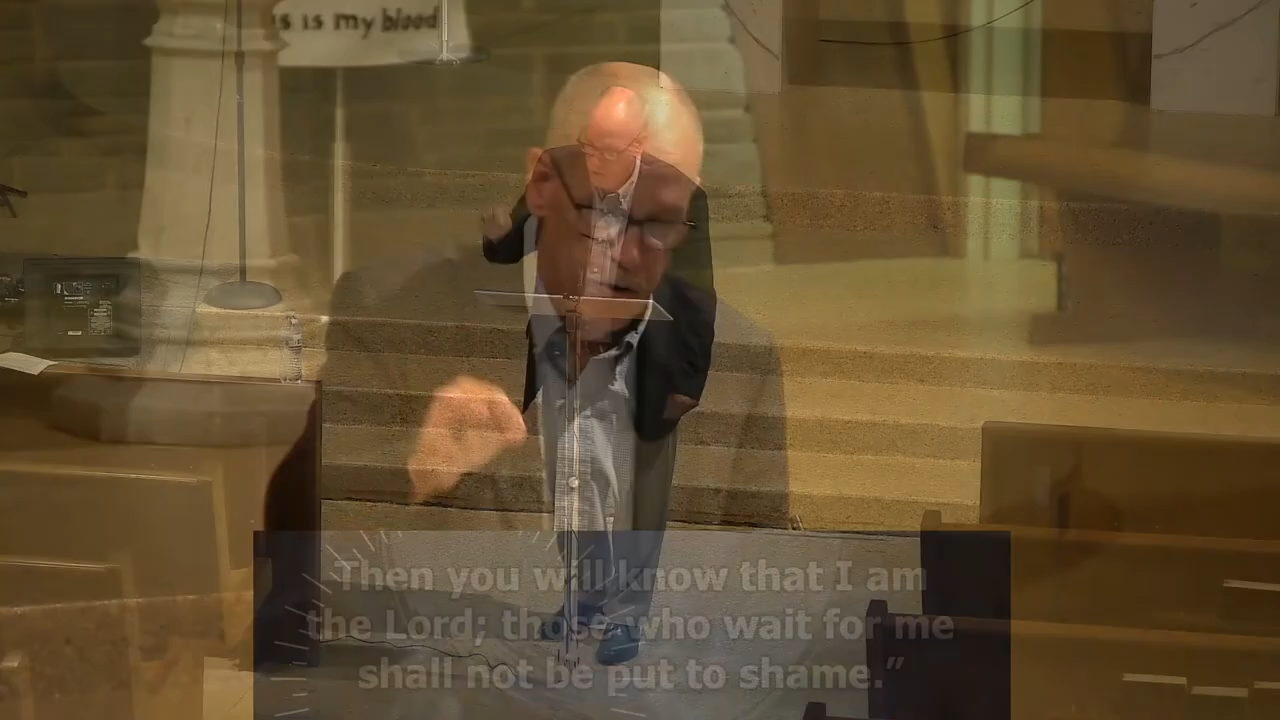 s is my blood
Then you will know that I am
the Lord; those who wait for me
shall not be put to shame.”